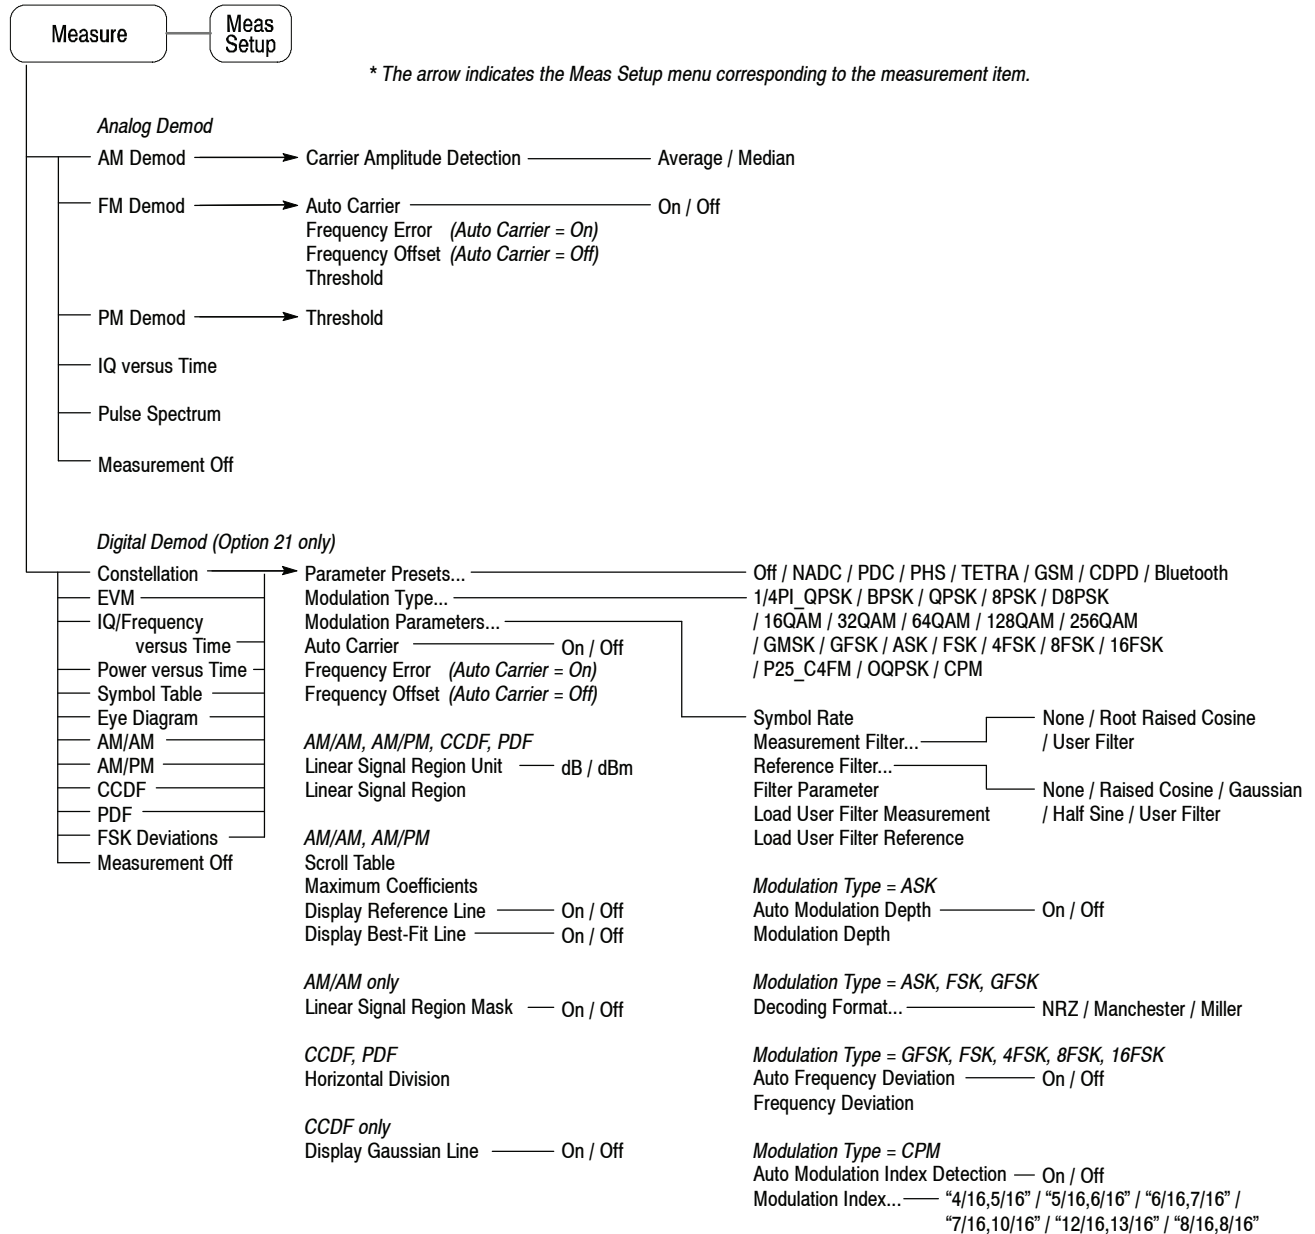 Measure
Meas
Setup
* The arrow indicates the Meas Setup menu corresponding to the measurement item.
Analog Demod
AM Demod
Carrier Amplitude Detection
Average / Median
FM Demod
Auto Carrier
On / Off
Frequency Error (Auto Carrier = On)
Frequency Offset (Auto Carrier = Off)
Threshold
PM Demod
Threshold
IQ versus Time
Pulse Spectrum
Measurement Off
Digital Demod (Option 21 only)
Constellation
EVM
IQ/Frequency
versus Time
Power versus Time
Symbol Table
Eye Diagram
AM/AM
AM/PM
CCDF
PDF
FSK Deviations
Measurement Off
Parameter Presets...
Modulation Type...
Modulation Parameters...
Auto Carrier
On / Off
Frequency Error (Auto Carrier = On)
Frequency Offset (Auto Carrier = Off)
AM/AM, AM/PM, CCDF, PDF
Linear Signal Region Unit
dB / dBm
Linear Signal Region
AM/AM, AM/PM
Scroll Table
Maximum Coefficients
Display Reference Line
On / Off
Display Best-Fit Line
On / Off
AM/AM only
Linear Signal Region Mask
On / Off
CCDF, PDF
Horizontal Division
CCDF only
Display Gaussian Line
On / Off
Off / NADC / PDC / PHS / TETRA / GSM / CDPD / Bluetooth
1/4PI_QPSK / BPSK / QPSK / 8PSK / D8PSK
/ 16QAM / 32QAM / 64QAM / 128QAM / 256QAM
/ GMSK / GFSK / ASK / FSK / 4FSK / 8FSK / 16FSK
/ P25_C4FM / OQPSK / CPM
Symbol Rate
Measurement Filter...
None / Root Raised Cosine
/ User Filter
Reference Filter...
Filter Parameter
None / Raised Cosine / Gaussian
/ Half Sine / User Filter
Load User Filter Measurement
Load User Filter Reference
Modulation Type = ASK
Auto Modulation Depth
On / Off
Modulation Depth
Modulation Type = ASK, FSK, GFSK
Decoding Format...
NRZ / Manchester / Miller
Modulation Type = GFSK, FSK, 4FSK, 8FSK, 16FSK
Auto Frequency Deviation
On / Off
Frequency Deviation
Modulation Type = CPM
Auto Modulation Index Detection
On / Off
Modulation Index...
“4/16,5/16” / “5/16,6/16” / “6/16,7/16” /
“7/16,10/16” / “12/16,13/16” / “8/16,8/16”